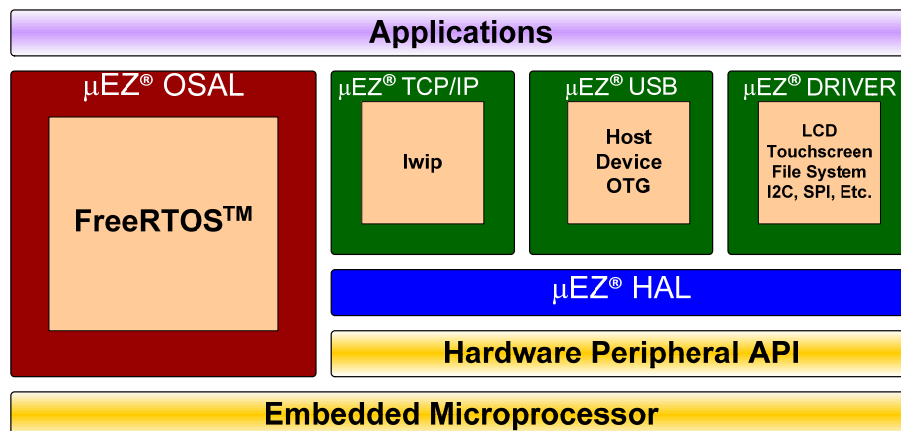 Applications
µEZ® OSAL
FreeRTOS™
µEZ® TCP/IP
lwip
µEZ® USB
Host
Device
OTG
µEZ® DRIVER
LCD
Touchscreen
File System
I2C, SPI, Etc.
µEZ® HAL
Hardware Peripheral API
Embedded Microprocessor